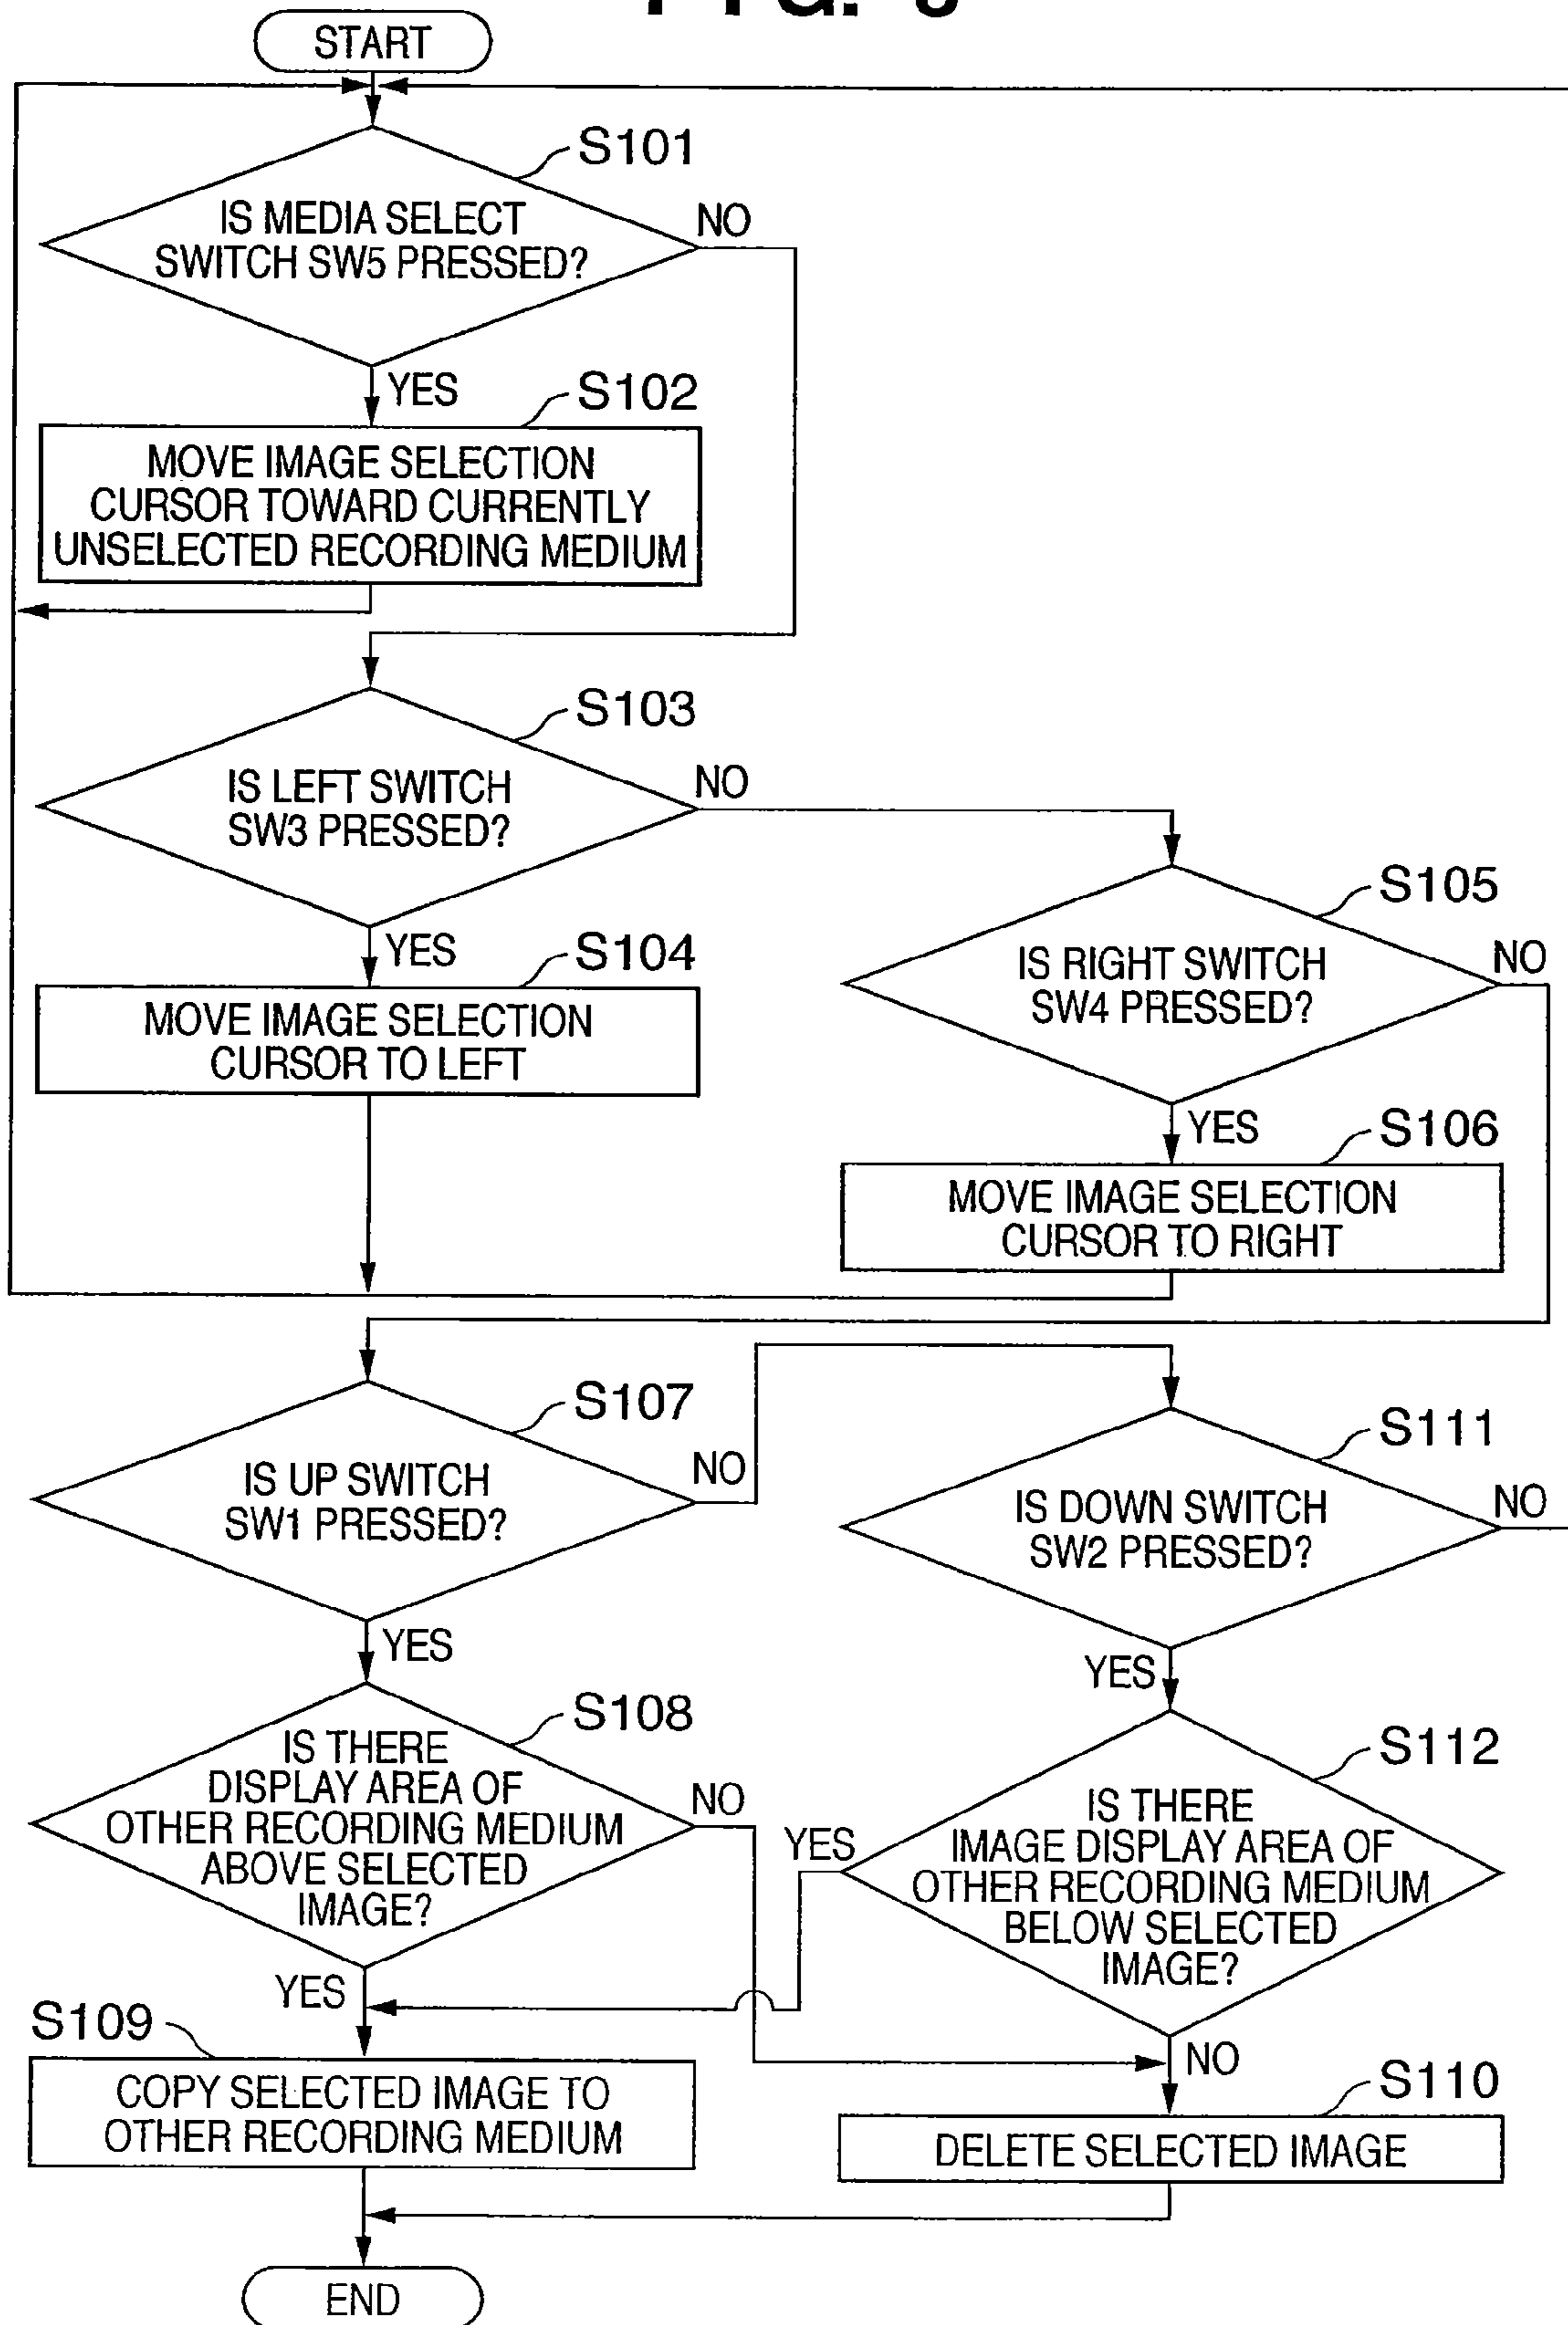 START
S101
IS MEDIA SELECT
SWITCH SW5 PRESSED?
NO
YES
S102
MOVE IMAGE SELECTION
CURSOR TOWARD CURRENTLY
UNSELECTED RECORDING MEDIUM
S103
IS LEFT SWITCH
SW3 PRESSED?
NO
YES
S104
MOVE IMAGE SELECTION
CURSOR TO LEFT
S105
IS RIGHT SWITCH
SW4 PRESSED?
NO
YES
S106
MOVE IMAGE SELECTION
CURSOR TO RIGHT
S107
IS UP SWITCH
SW1 PRESSED?
NO
YES
S111
IS DOWN SWITCH
SW2 PRESSED?
NO
YES
S108
IS THERE
DISPLAY AREA OF
OTHER RECORDING MEDIUM
ABOVE SELECTED
IMAGE?
NO
YES
S112
IS THERE
IMAGE DISPLAY AREA OF
OTHER RECORDING MEDIUM
BELOW SELECTED
IMAGE?
YES
NO
S109
COPY SELECTED IMAGE TO
OTHER RECORDING MEDIUM
S110
DELETE SELECTED IMAGE
END